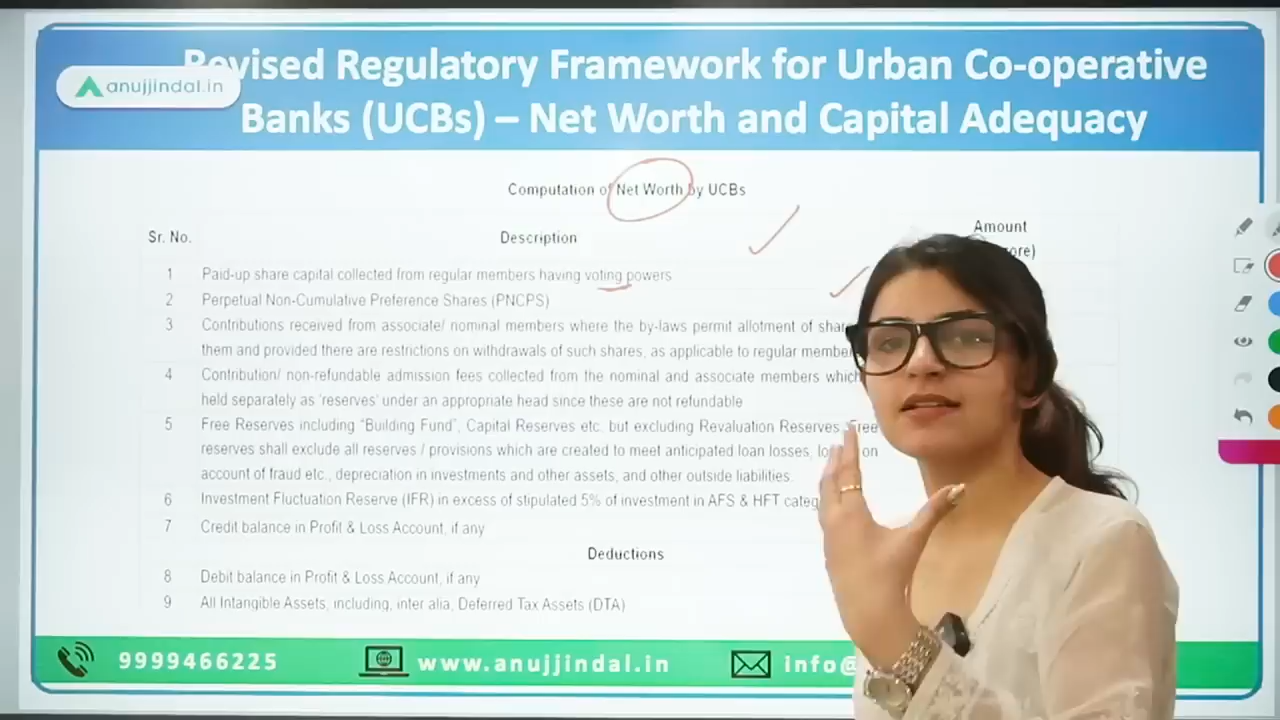 Revised Regulatory Framework for Urban Co-operative
anujjindal.in
Banks (UCBs) – Net Worth and Capital Adequacy
Computation of Net Worth by UCBs
Sr. No.
Description
Amount
1
Paid-up share capital collected from regular members having voting powers
2
Perpetual Non-Cumulative Preference Shares (PNCPS)
3
Contributions received from associate/ nominal members where the by-laws permit allotment of
them and provided there are restrictions on withdrawals of such shares, as applicable to regular
4
Contribution/ non-refundable admission fees collected from the nominal and associate members which
held separately as 'reserves' under an appropriate head since these are not refundable
5
Free Reserves including "Building Fund", Capital Reserves etc. but excluding Revaluation Reserves. Free
reserves shall exclude all reserves / provisions which are created to meet anticipated loan losses, on
account of fraud etc., depreciation in investments and other assets, and other outside liabilities.
6
Investment Fluctuation Reserve (IFR) in excess of stipulated 5% of investment in AFS & HFT
7
Credit balance in Profit & Loss Account, if any
Deductions
8
Debit balance in Profit & Loss Account, if any
9
All Intangible Assets, including, inter alia, Deferred Tax Assets (DTA)
9999466225
www.anujjindal.in
info@